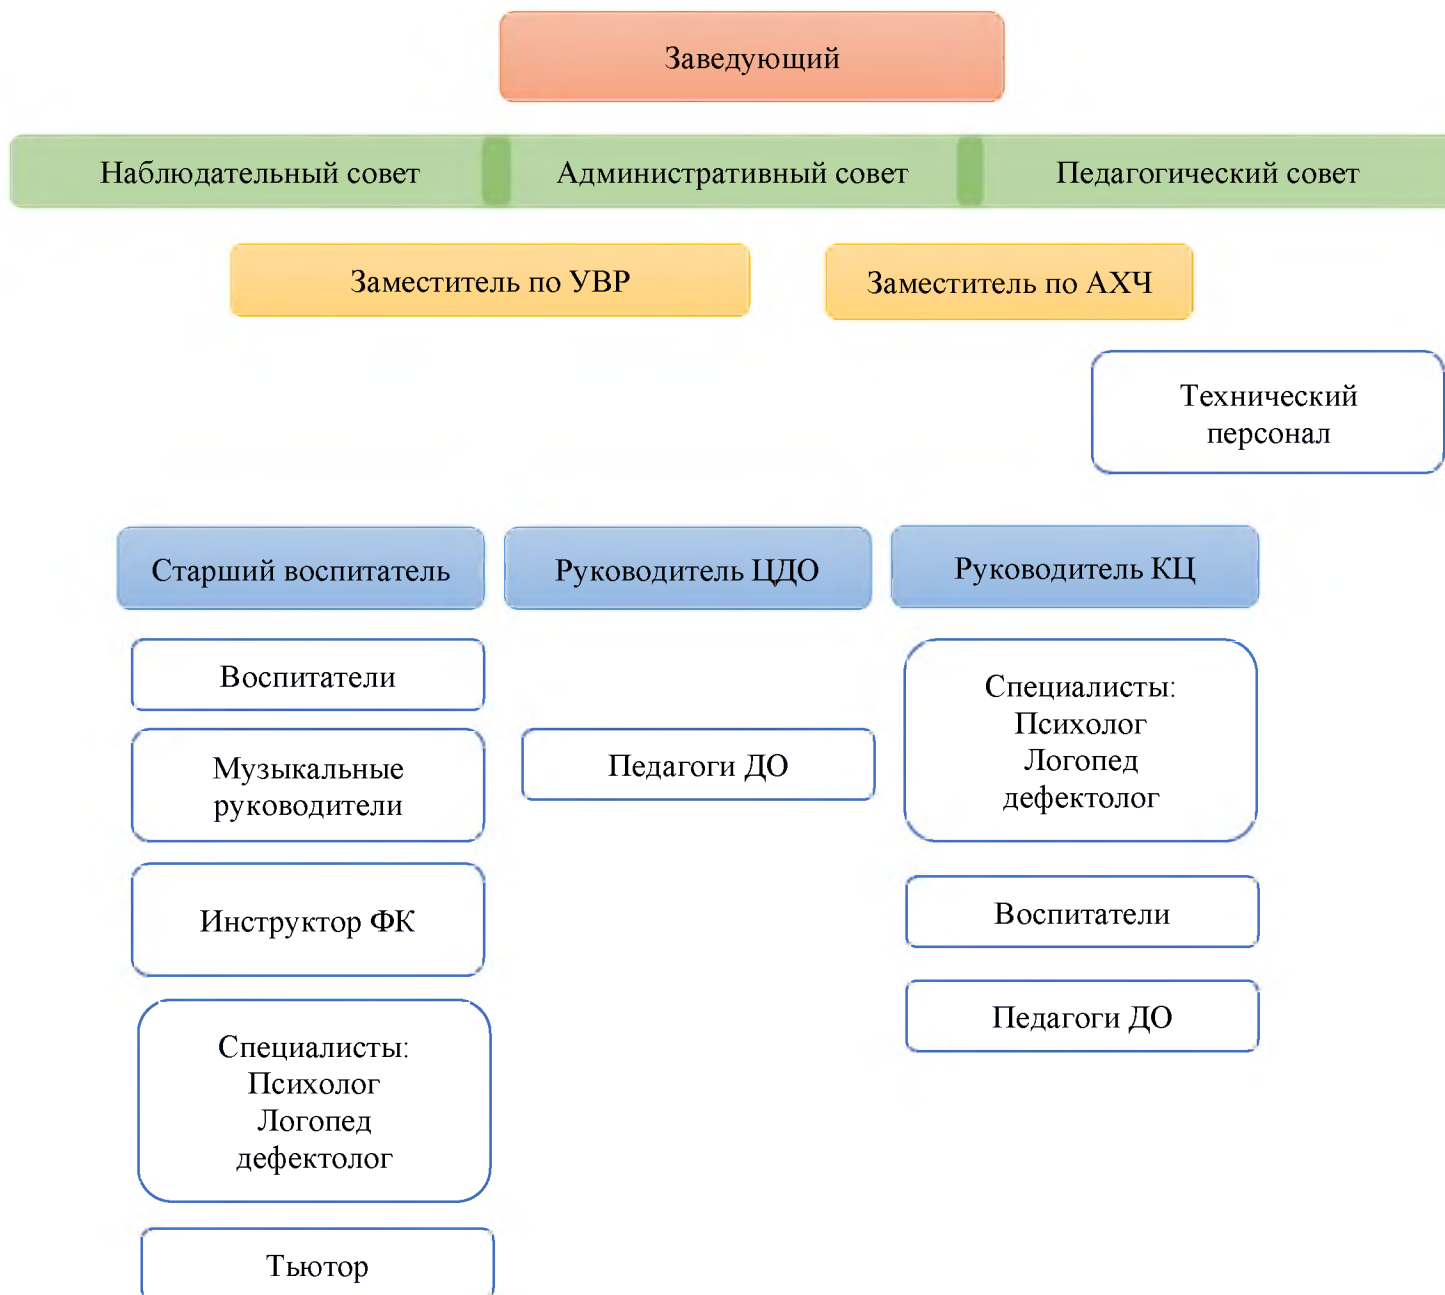 Заведующий
Наблюдательный совет
Административный совет
Педагогический совет
Заместитель по УВР
Заместитель по АХЧ
Технический
персонал
Старший воспитатель
Руководитель ЦДО
Руководитель КЦ
Воспитатели
Музыкальные
руководители
Инструктор ФК
Специалисты:
Психолог
Логопед
дефектолог
Тьютор
Педагоги ДО
Специалисты:
Психолог
Логопед
дефектолог
Воспитатели
Педагоги ДО